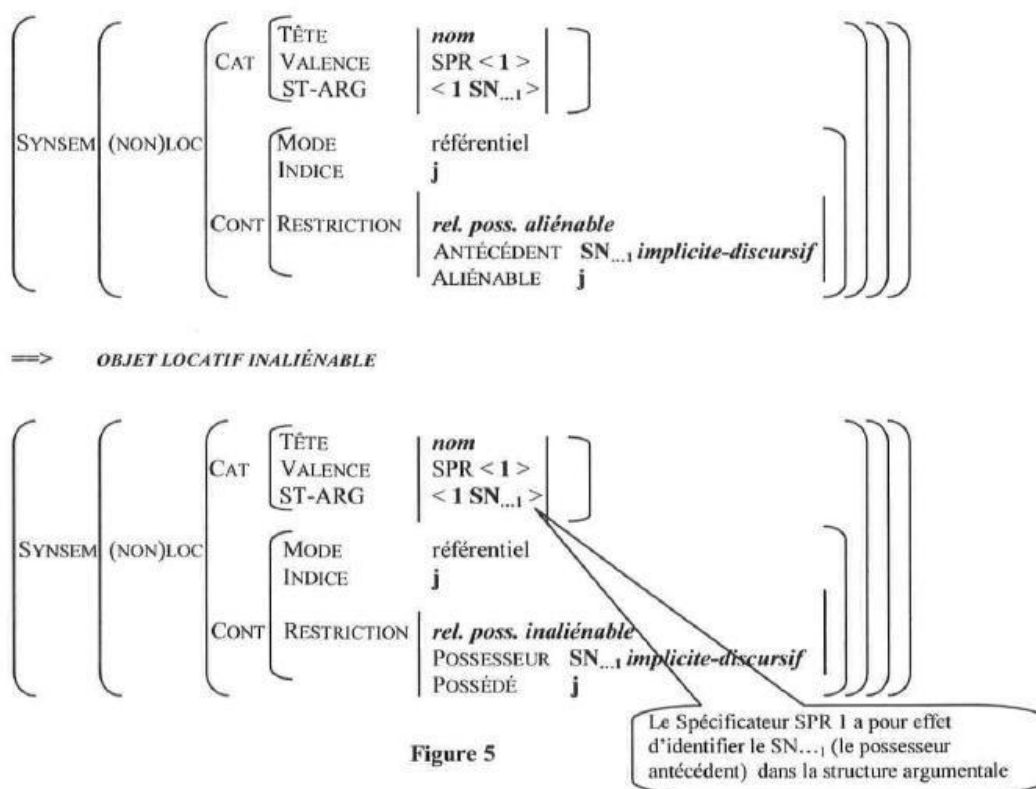 TÊTE nom
CAT VALENCE SPR < 1 >
ST-ARG < 1 SN...1 >
SYNSEM (NON)LOC MODE référentiel
INDICE j
CONT RESTRICTION rel. poss. aliénable
ANTÉCÉDENT SN...1 implicite-discursif
ALIÉNABLE j
==> OBJET LOCATIF INALIÉNABLE
TÊTE nom
CAT VALENCE SPR < 1 >
ST-ARG < 1 SN...1 >
SYNSEM (NON)LOC MODE référentiel
INDICE j
CONT RESTRICTION rel. poss. inaliénable
POSSESSEUR SN...1 implicite-discursif
POSSÉDÉ j
Le Spécificateur SPR 1 a pour effet
d'identifier le SN...1 (le possesseur
antécédent) dans la structure argumentale
Figure 5